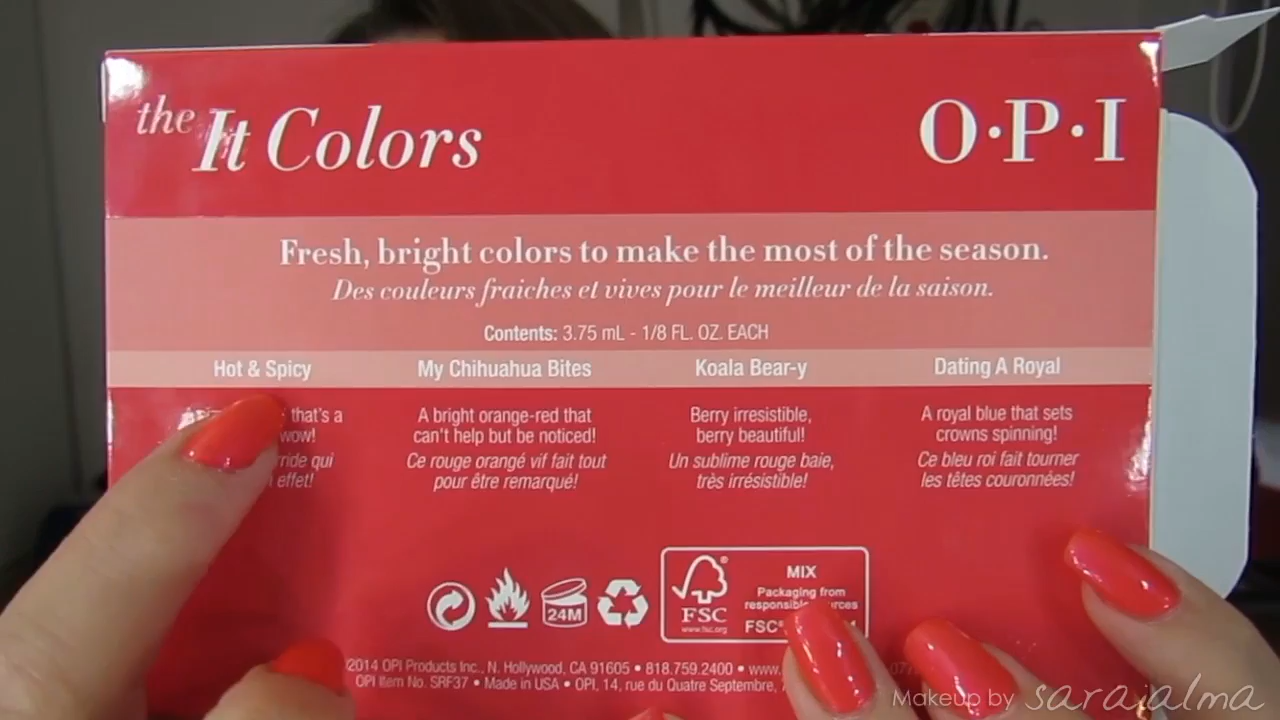 the It Colors
O·P·I
Fresh, bright colors to make the most of the season.
Des couleurs fraiches et vives pour le meilleur de la saison.
Contents: 3.75 mL - 1/8 FL. OZ. EACH
Hot & Spicy
that's a
wow!
qui
effet!
My Chihuahua Bites
A bright orange-red that
can't help but be noticed!
Ce rouge orangé vif fait tout
pour être remarqué!
Koala Bear-y
Berry irresistible,
berry beautiful!
Un sublime rouge baie,
très irrésistible!
Dating A Royal
A royal blue that sets
crowns spinning!
Ce bleu roi fait tourner
les têtes couronnées!
24M
FSC
www.fsc.org
MIX
Packaging from
FSC®
2014 OPI Products Inc., N. Hollywood, CA 91605 • 818.759.2400 • www.
OPI Item No. SRF37 • Made in USA • OPI, 14, rue du Quatre Septembre,
Makeup by saraialma